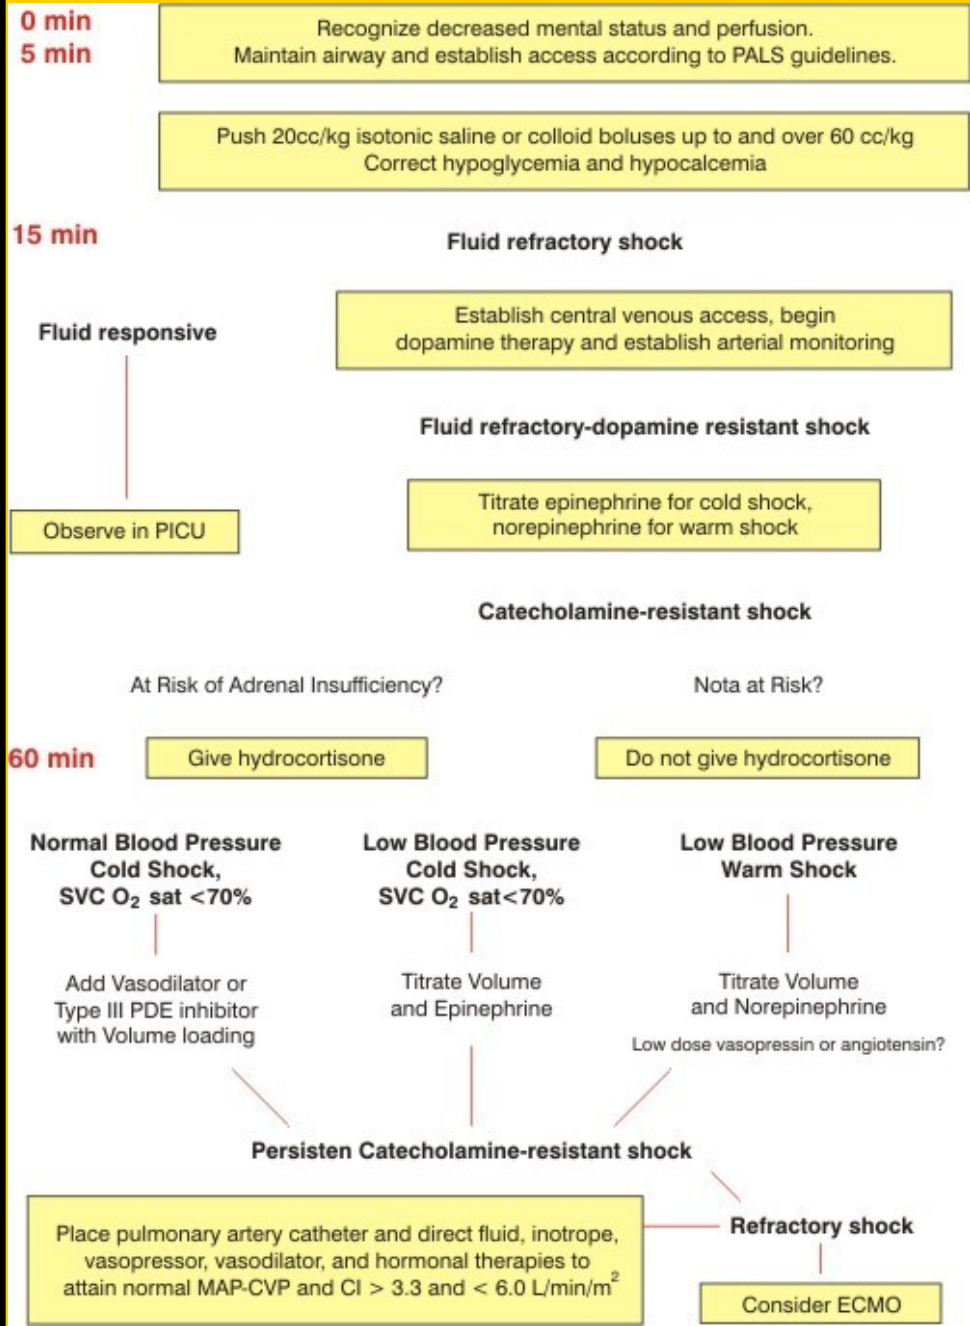 0 min
5 min
Recognize decreased mental status and perfusion.
Maintain airway and establish access according to PALS guidelines.
Push 20cc/kg isotonic saline or colloid boluses up to and over 60 cc/kg
Correct hypoglycemia and hypocalcemia
15 min
Fluid refractory shock
Fluid responsive
Establish central venous access, begin
dopamine therapy and establish arterial monitoring
Fluid refractory-dopamine resistant shock
Observe in PICU
Titrate epinephrine for cold shock,
norepinephrine for warm shock
Catecholamine-resistant shock
At Risk of Adrenal Insufficiency?
Nota at Risk?
60 min
Give hydrocortisone
Do not give hydrocortisone
Normal Blood Pressure
Cold Shock,
SVC O₂ sat <70%
Low Blood Pressure
Cold Shock,
SVC O₂ sat<70%
Low Blood Pressure
Warm Shock
Add Vasodilator or
Type III PDE inhibitor
with Volume loading
Titrate Volume
and Epinephrine
Titrate Volume
and Norepinephrine
Low dose vasopressin or angiotensin?
Persisten Catecholamine-resistant shock
Place pulmonary artery catheter and direct fluid, inotrope,
vasopressor, vasodilator, and hormonal therapies to
attain normal MAP-CVP and CI > 3.3 and < 6.0 L/min/m²
Refractory shock
Consider ECMO